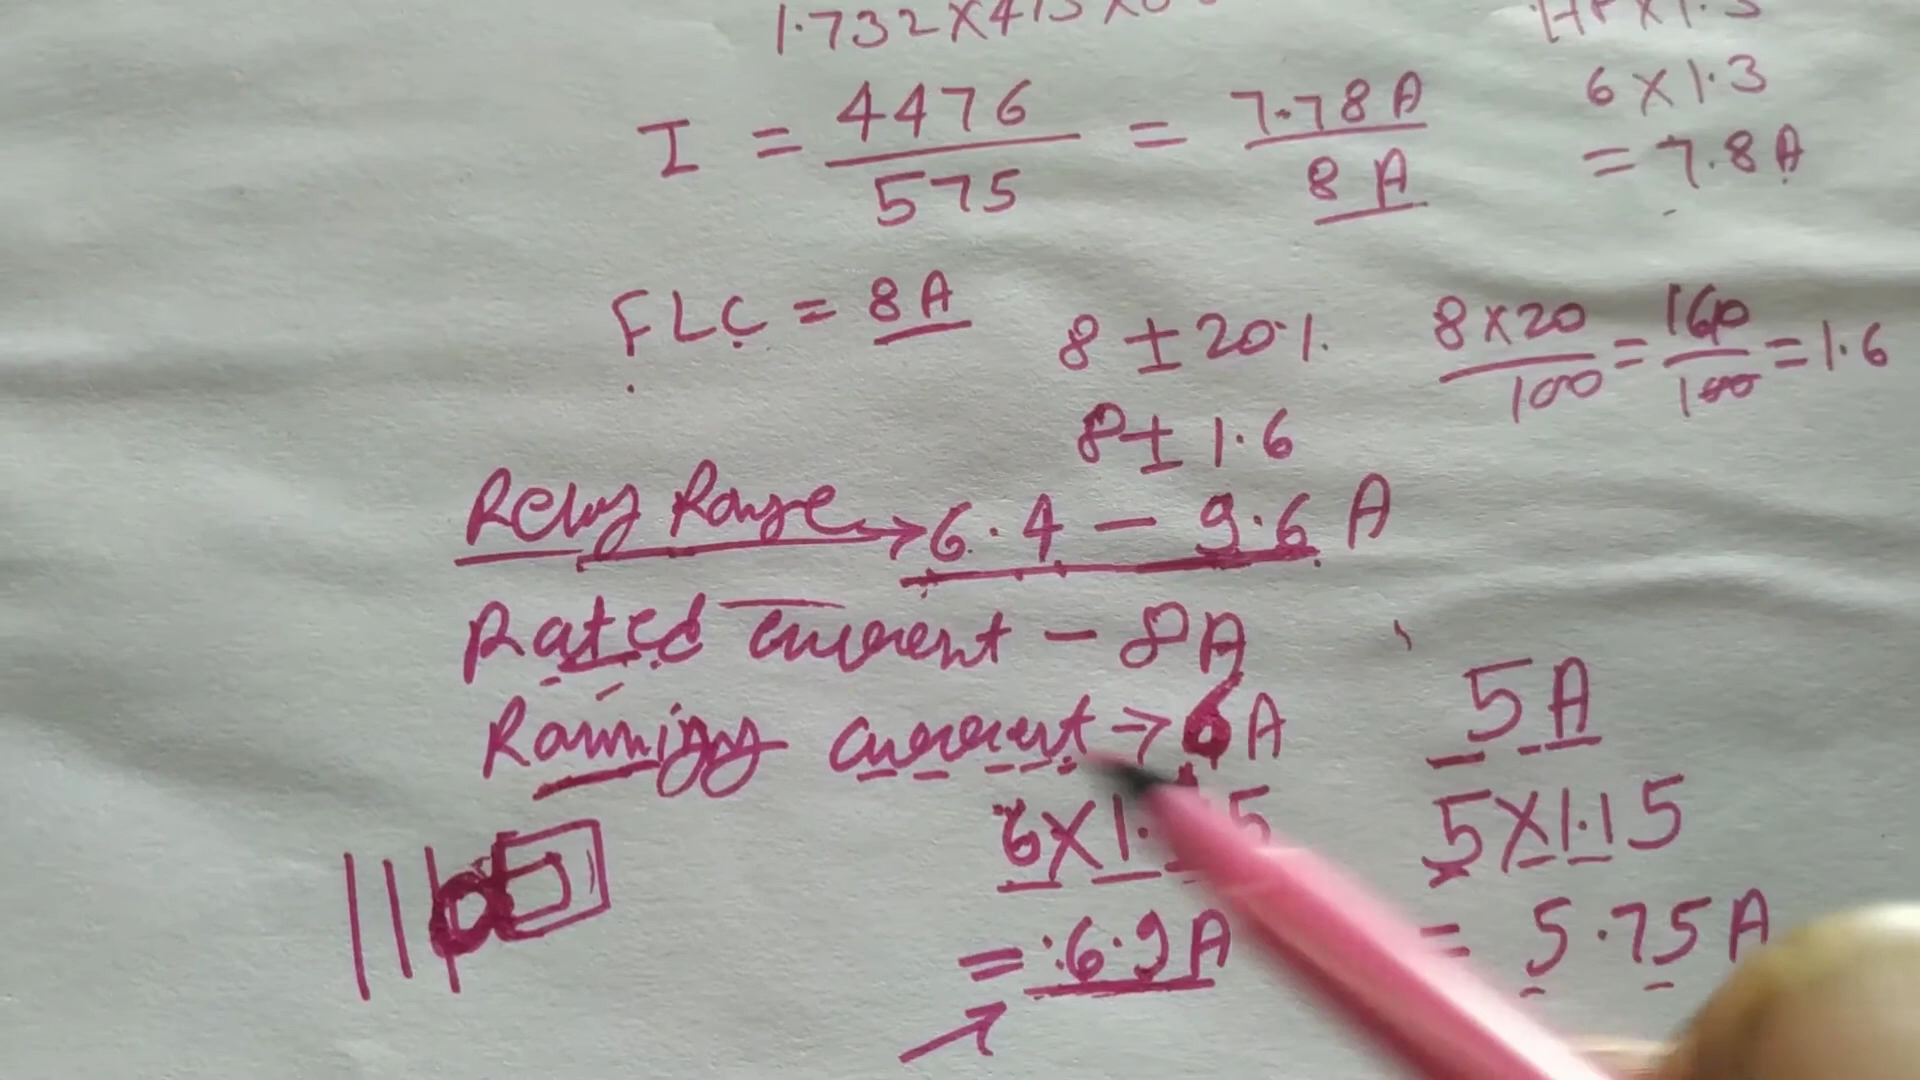 1.732×415×0
HP×1.3
I = 4476/575 = 7.78A
8A
6×1.3
= 7.8A
FLC = 8A
8 ± 20%
8×20/100 = 160/100 = 1.6
8 ± 1.6
Relay Range → 6.4 – 9.6 A
Rated current – 8A
Running current → 6A
6×1.15
= 6.9A
5A
5×1.15
= 5.75A